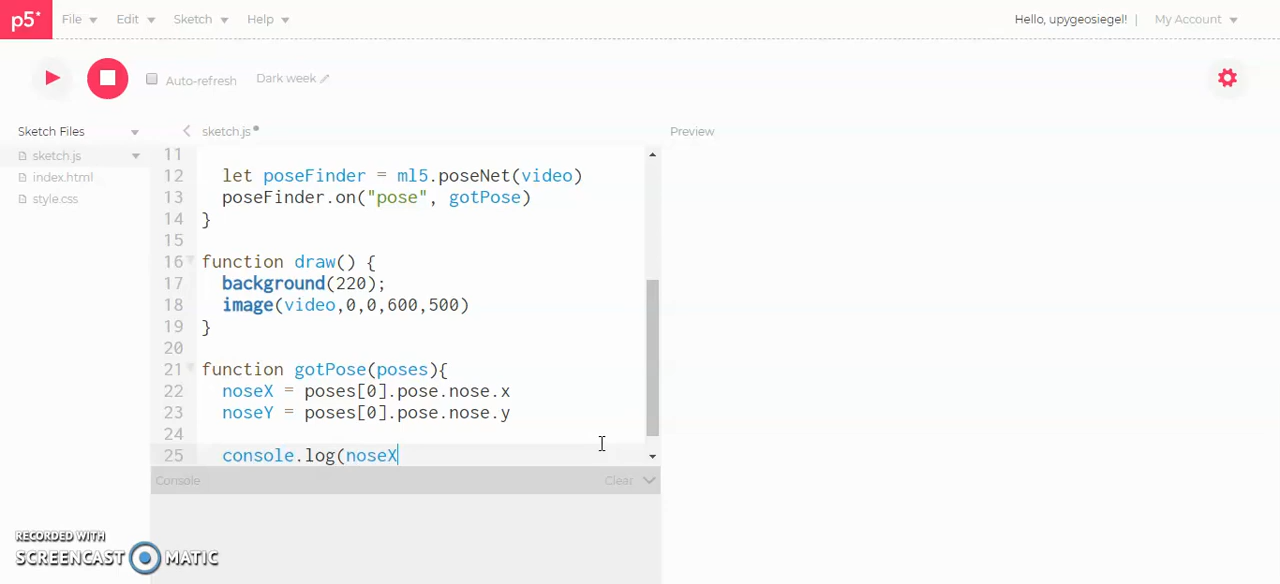 p5* File Edit Sketch Help Hello, upygeosiegel! | My Account
Auto-refresh Dark week
Sketch Files sketch.js Preview
sketch.js
index.html
style.css
11
12 let poseFinder = ml5.poseNet(video)
13 poseFinder.on("pose", gotPose)
14 }
15
16 function draw() {
17 background(220);
18 image(video,0,0,600,500)
19 }
20
21 function gotPose(poses){
22 noseX = poses[0].pose.nose.x
23 noseY = poses[0].pose.nose.y
24
25 console.log(noseX
Console Clear
RECORDED WITH
SCREENCAST MATIC